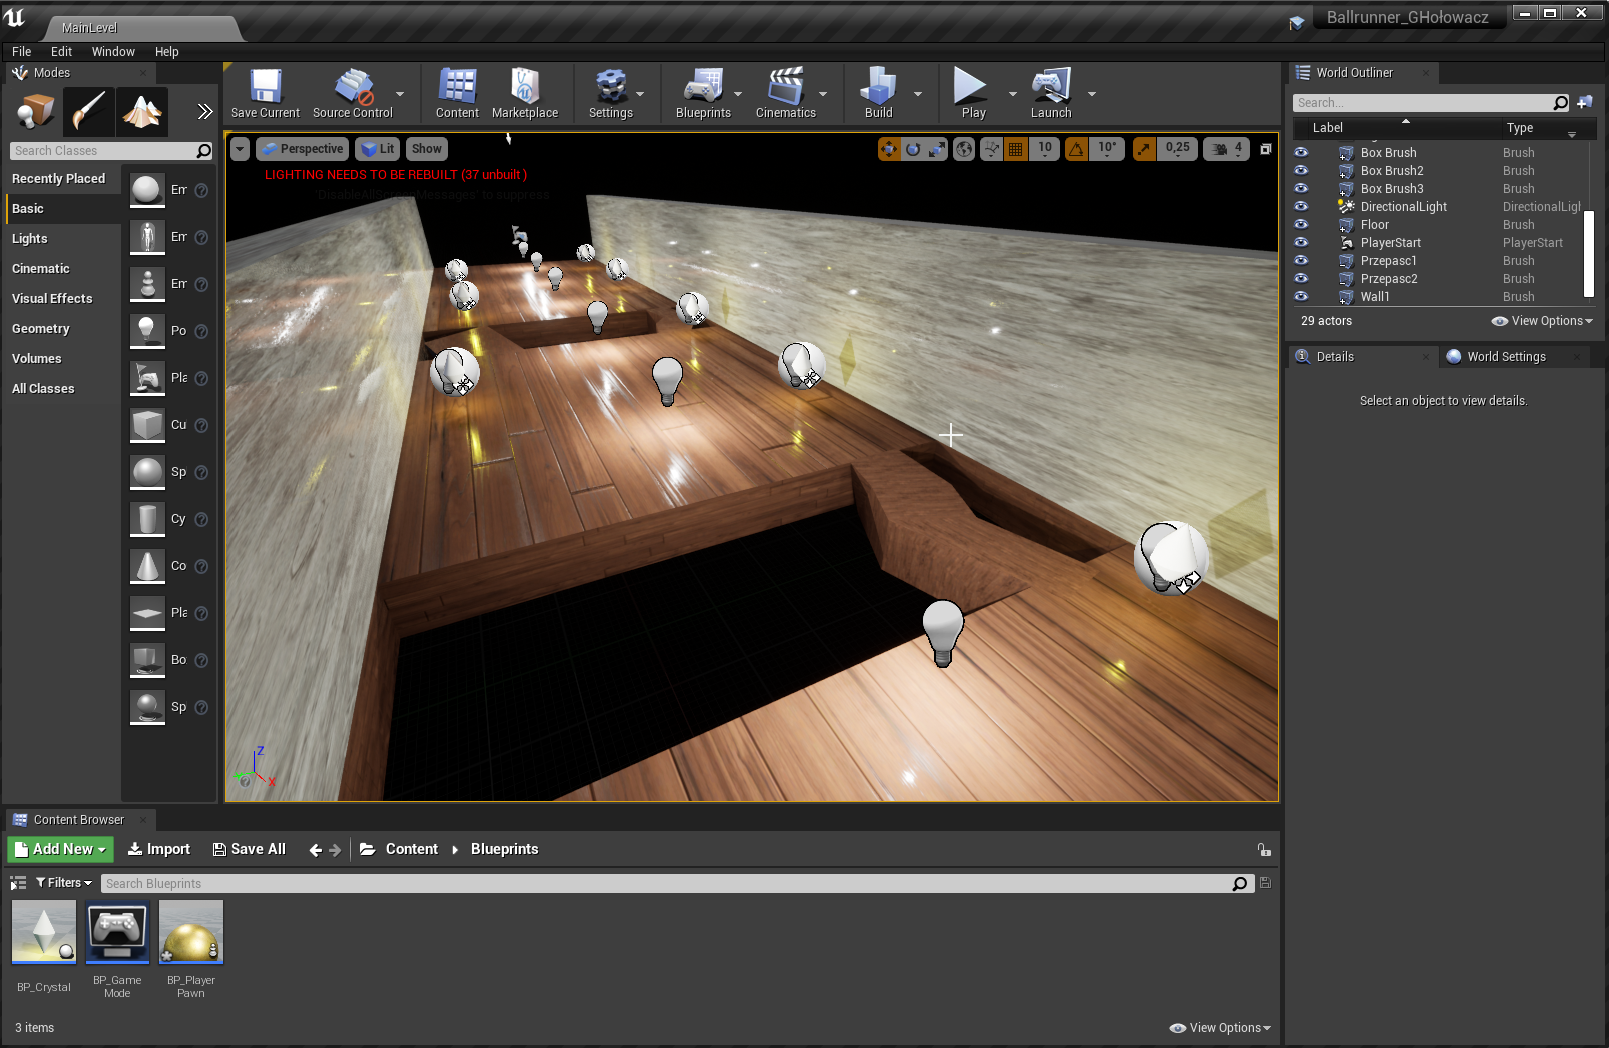 MainLevel
Ballrunner_GHołowacz
File Edit Window Help
Modes
Search Classes
Recently Placed
Basic
Lights
Cinematic
Visual Effects
Geometry
Volumes
All Classes
Em
Em
Em
Po
Pla
Cu
Sp
Cy
Co
Pla
Bo
Sp
Save Current
Source Control
Content
Marketplace
Settings
Blueprints
Cinematics
Build
Play
Launch
Perspective
Lit
Show
10
10°
0,25
4
LIGHTING NEEDS TO BE REBUILT (37 unbuilt )
'DisableAllScreenMessages' to suppress
Z
X
World Outliner
Search...
Label Type
Box Brush Brush
Box Brush2 Brush
Box Brush3 Brush
DirectionalLight DirectionalLigh
Floor Brush
PlayerStart PlayerStart
Przepasc1 Brush
Przepasc2 Brush
Wall1 Brush
29 actors
View Options
Details
World Settings
Select an object to view details.
Content Browser
Add New
Import
Save All
Content
Blueprints
Filters
Search Blueprints
BP_Crystal
BP_Game
Mode
BP_Player
Pawn
3 items
View Options